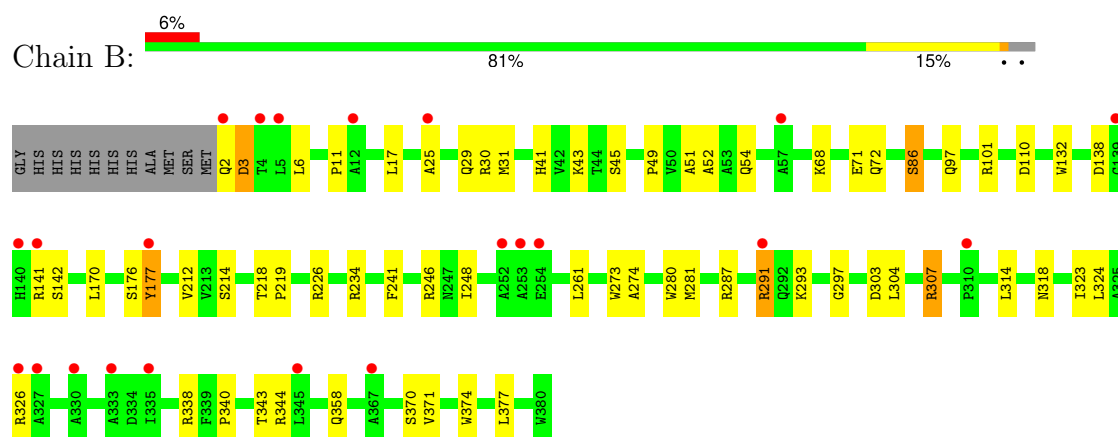 6%
Chain B:
81% 15% • •
GLY HIS HIS HIS HIS HIS HIS ALA MET SER MET Q2 D3 T4 L5 L6 P11 A12 L17 A25 Q29 R30 M31 H41 V42 K43 T44 S45 P49 V50 A51 A52 A53 Q54 A57 K68 E71 Q72 S86 Q97 R101 D110 W132 D138 G139
H140 R141 S142 L170 S176 Y177 V212 V213 S214 T218 P219 R226 R234 F241 R246 N247 I248 A252 A253 E254 L261 W273 A274 W280 M281 R287 R291 Q292 K293 G297 D303 L304 R307 P310 L314 N318 I323 L324 A325
R326 A327 A330 A333 D334 I335 R338 F339 P340 T343 R344 L345 Q358 A367 S370 V371 W374 L377 W380